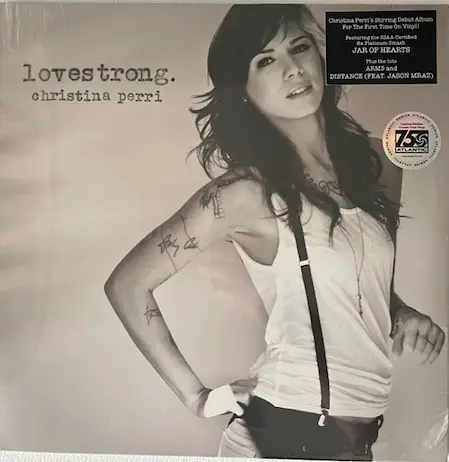 lovestrong.
christina perri
Christina Perri's Stirring Debut Album
For The First Time On Vinyl!
Featuring the RIAA Certified
6x Platinum Smash
JAR OF HEARTS
Plus the hits
ARMS and
DISTANCE (FEAT. JASON MRAZ)
75
ATLANTIC